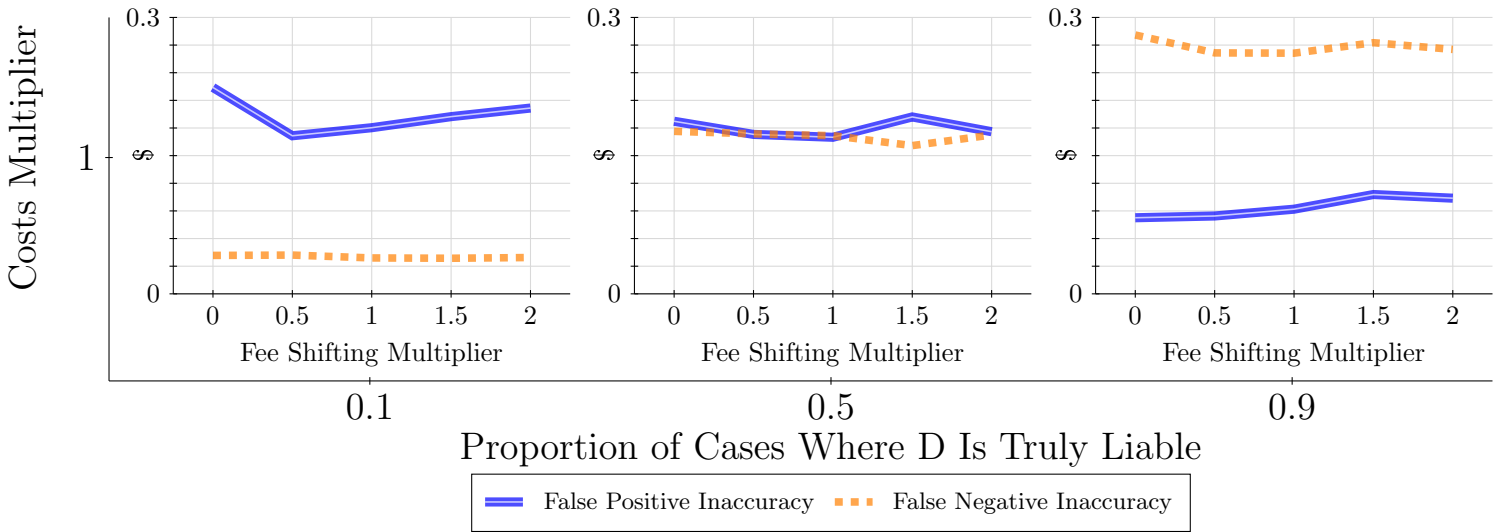 Costs Multiplier
1
0.3
$
0
0 0.5 1 1.5 2
Fee Shifting Multiplier
0.3
$
0
0 0.5 1 1.5 2
Fee Shifting Multiplier
0.3
$
0
0 0.5 1 1.5 2
Fee Shifting Multiplier
0.1 0.5 0.9
Proportion of Cases Where D Is Truly Liable
False Positive Inaccuracy False Negative Inaccuracy